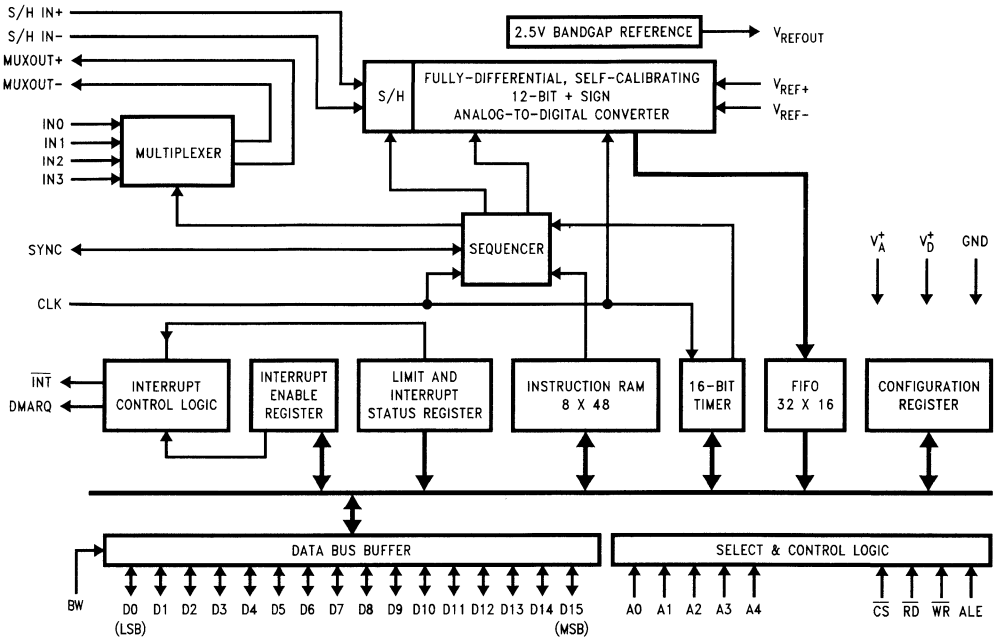 S/H IN+
S/H IN-
MUXOUT+
MUXOUT-
IN0
IN1
IN2
IN3
MULTIPLEXER
2.5V BANDGAP REFERENCE
VREFOUT
S/H
FULLY-DIFFERENTIAL, SELF-CALIBRATING
12-BIT + SIGN
ANALOG-TO-DIGITAL CONVERTER
VREF+
VREF-
SYNC
SEQUENCER
CLK
VA+
VD+
GND
INT
DMARQ
INTERRUPT
CONTROL LOGIC
INTERRUPT
ENABLE
REGISTER
LIMIT AND
INTERRUPT
STATUS REGISTER
INSTRUCTION RAM
8 X 48
16-BIT
TIMER
FIFO
32 X 16
CONFIGURATION
REGISTER
DATA BUS BUFFER
SELECT & CONTROL LOGIC
BW
D0 D1 D2 D3 D4 D5 D6 D7 D8 D9 D10 D11 D12 D13 D14 D15
(LSB)
(MSB)
A0 A1 A2 A3 A4
CS RD WR ALE